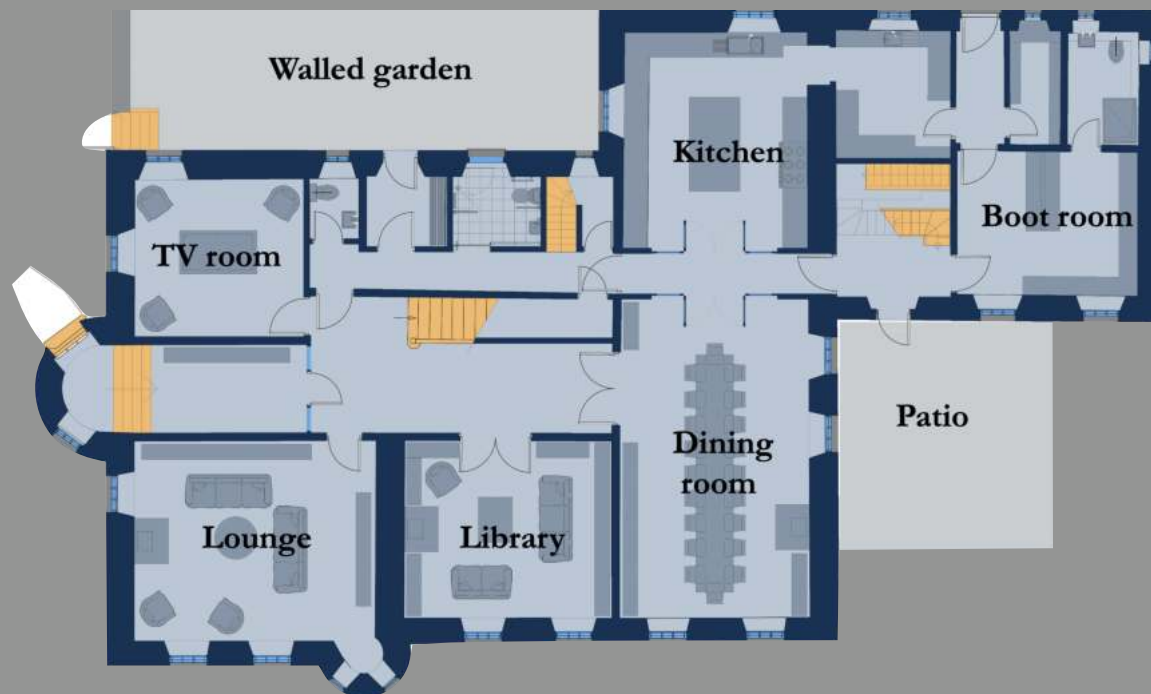 Walled garden
Kitchen
TV room
Boot room
Patio
Dining
room
Lounge
Library